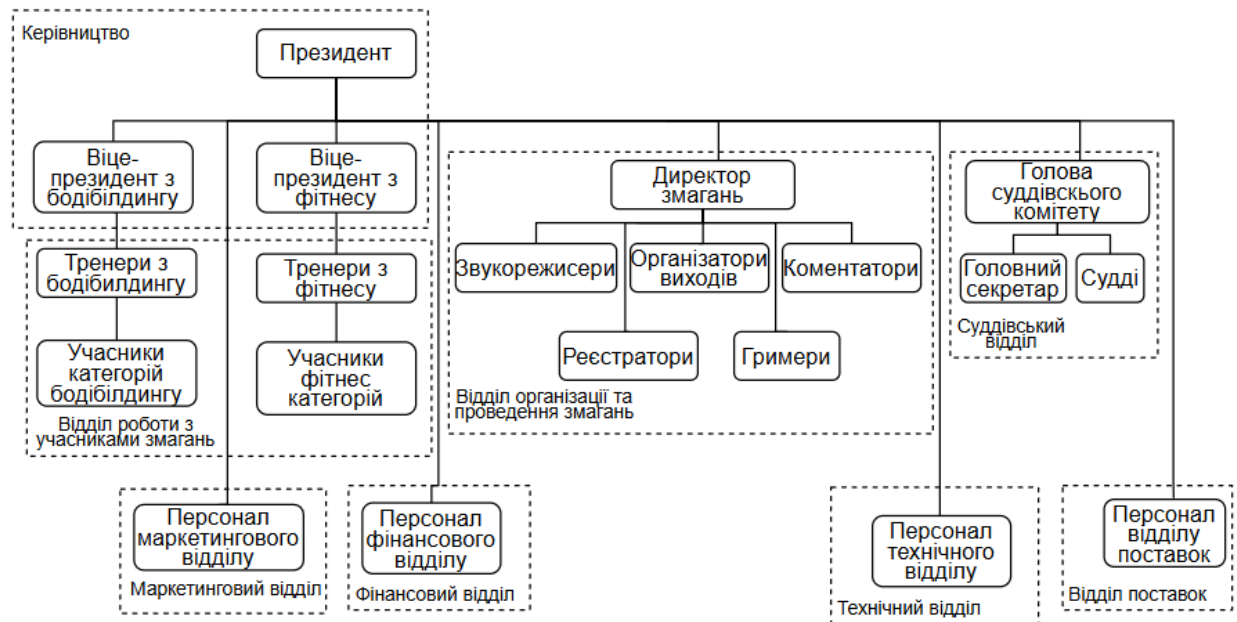 Керівництво
Президент
Віце-
президент з
бодібілдингу
Віце-
президент з
фітнесу
Директор
змагань
Голова
суддівскього
комітету
Тренери з
бодібилдингу
Тренери з
фітнесу
Звукорежисери
Організатори
виходів
Коментатори
Головний
секретар
Судді
Суддівський
відділ
Учасники
категорій
бодібілдингу
Учасники
фітнес
категорій
Реєстратори
Гримери
Відділ організації та
проведення змагань
Відділ роботи з
учасниками змагань
Персонал
маркетингового
відділу
Маркетинговий відділ
Персонал
фінансового
відділу
Фінансовий відділ
Персонал
технічного
відділу
Технічний відділ
Персонал
відділу
поставок
Відділ поставок